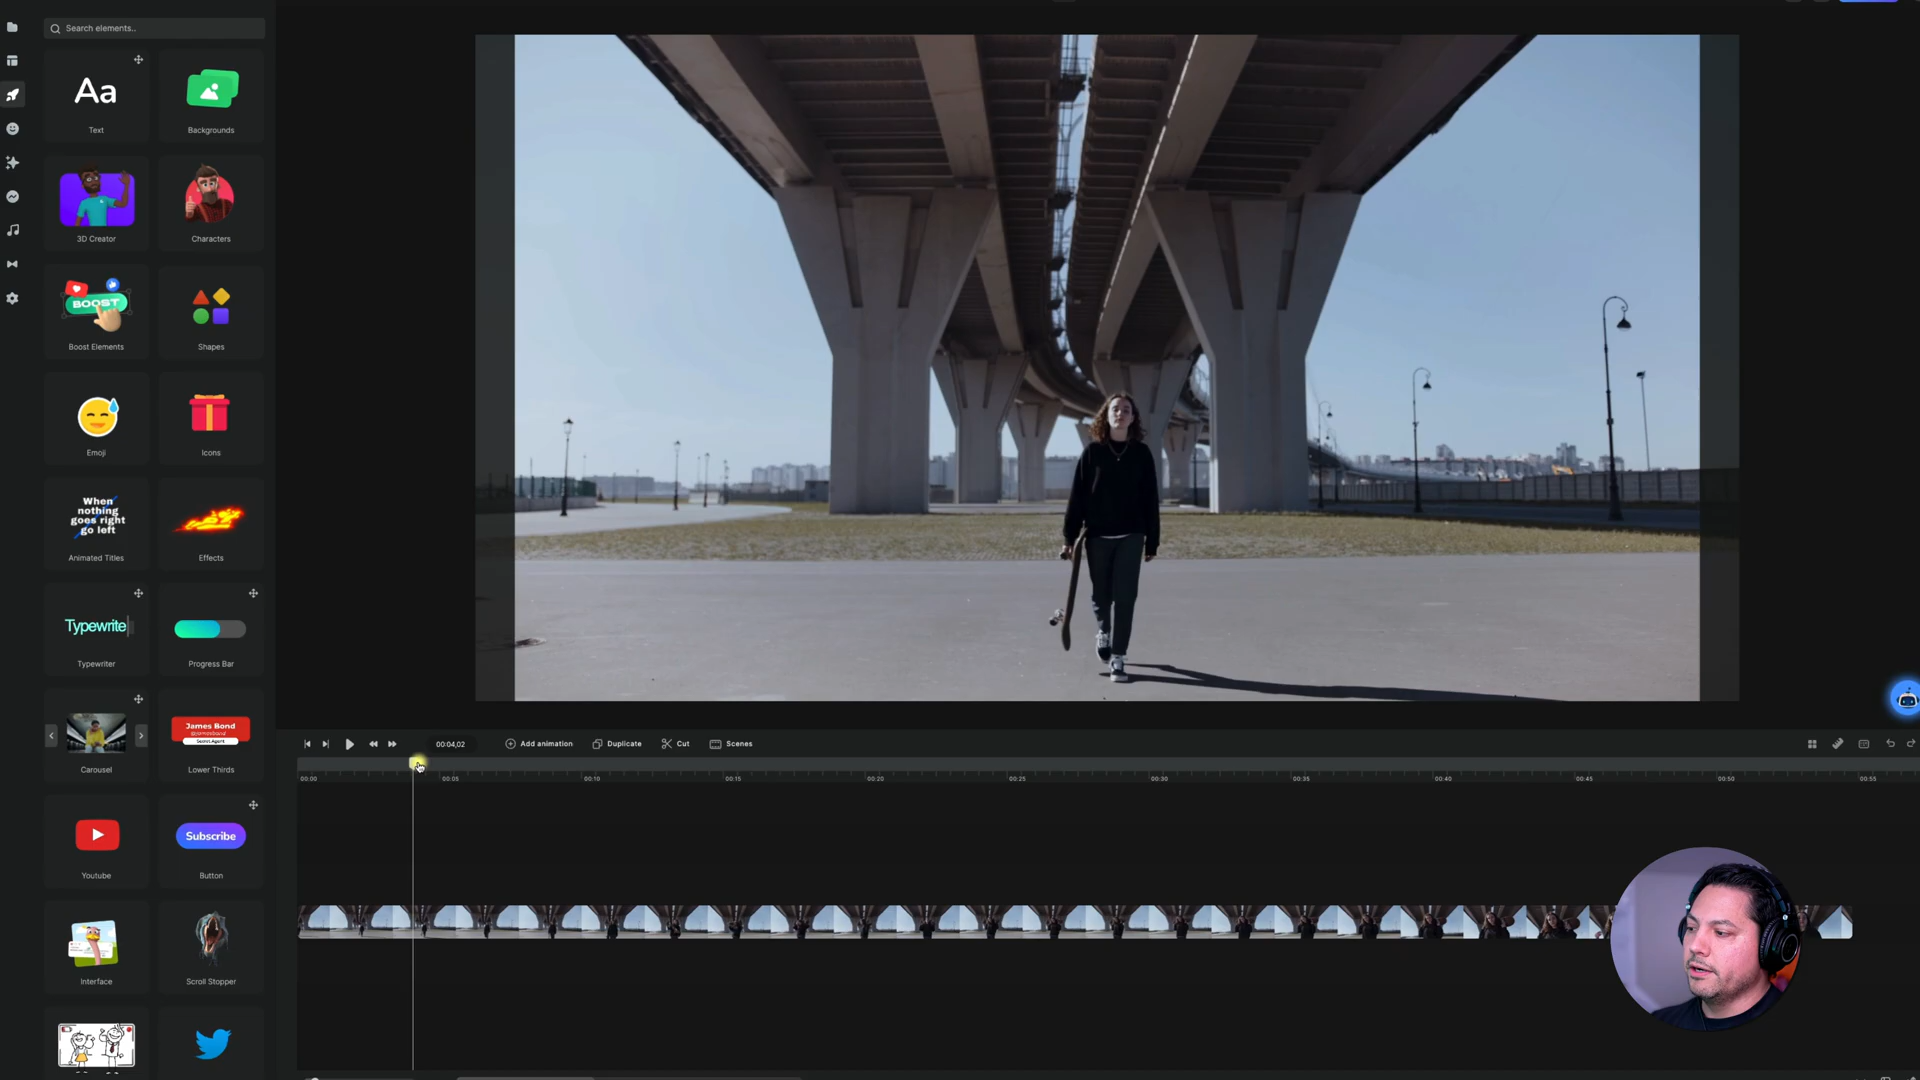 Search elements..
Aa
Text
Backgrounds
3D Creator
Characters
BOOST
Boost Elements
Shapes
Emoji
Icons
When
nothing
goes right
go left
Animated Titles
Effects
Typewrite
Typewriter
Progress Bar
James Bond
@jamesbond
Secret Agent
Carousel
Lower Thirds
Subscribe
Youtube
Button
Interface
Scroll Stopper
00:04,02
Add animation
Duplicate
Cut
Scenes
00:00
00:05
00:10
00:15
00:20
00:25
00:30
00:35
00:40
00:45
00:50
00:55